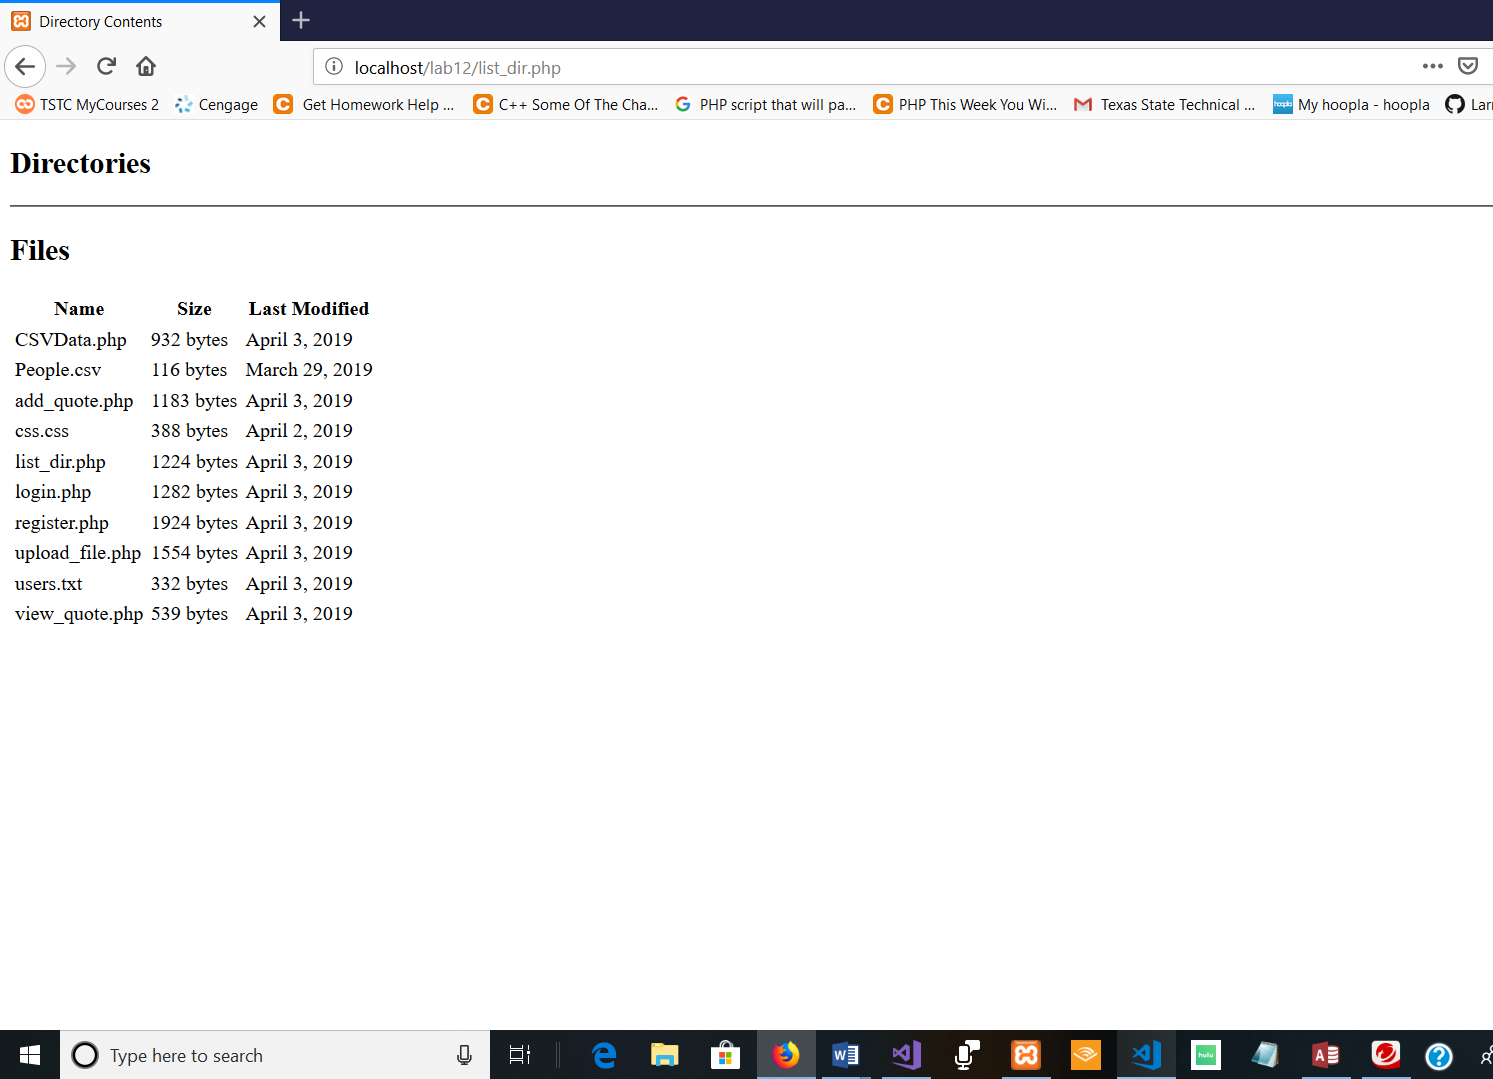 Directory Contents
localhost/lab12/list_dir.php
TSTC MyCourses 2 Cengage Get Homework Help ... C++ Some Of The Cha... PHP script that will pa... PHP This Week You Wi... Texas State Technical ... hoopla My hoopla - hoopla Lar
Directories
Files
Name Size Last Modified
CSVData.php 932 bytes April 3, 2019
People.csv 116 bytes March 29, 2019
add_quote.php 1183 bytes April 3, 2019
css.css 388 bytes April 2, 2019
list_dir.php 1224 bytes April 3, 2019
login.php 1282 bytes April 3, 2019
register.php 1924 bytes April 3, 2019
upload_file.php 1554 bytes April 3, 2019
users.txt 332 bytes April 3, 2019
view_quote.php 539 bytes April 3, 2019
Type here to search hulu